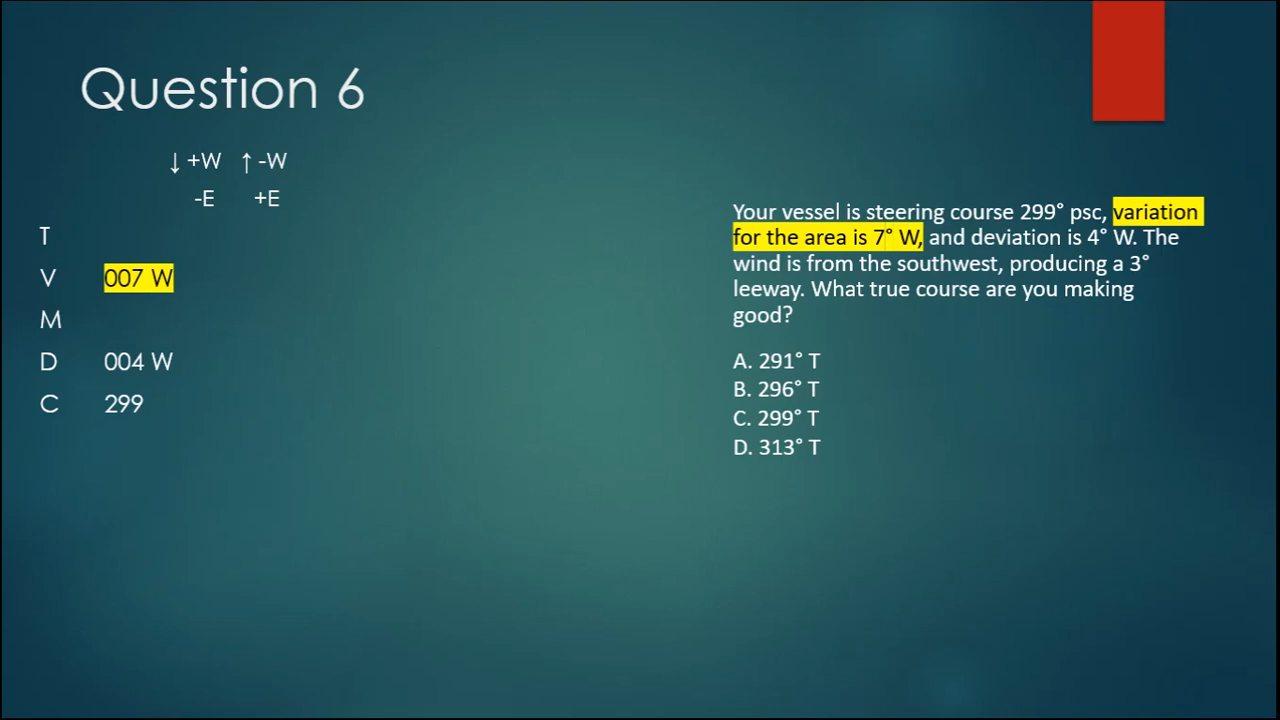 Question 6
↓ +W ↑ -W
-E +E
T
V 007 W
M
D 004 W
C 299
Your vessel is steering course 299° psc, variation
for the area is 7° W, and deviation is 4° W. The
wind is from the southwest, producing a 3°
leeway. What true course are you making
good?
A. 291° T
B. 296° T
C. 299° T
D. 313° T